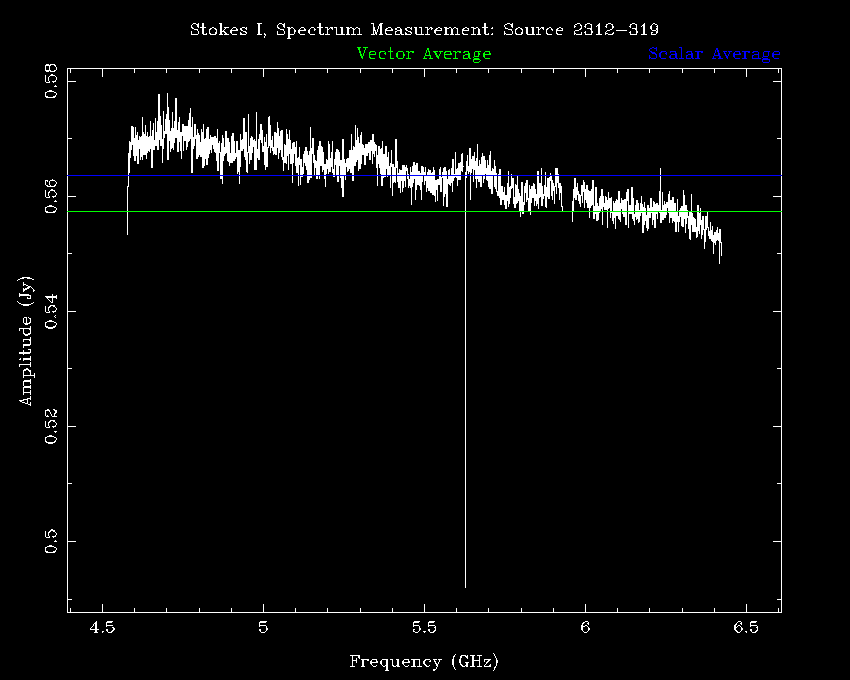 Stokes I, Spectrum Measurement: Source 2312−319
Vector Average
Scalar Average
0.58
0.56
0.54
0.52
0.5
Amplitude (Jy)
4.5 5 5.5 6 6.5
Frequency (GHz)